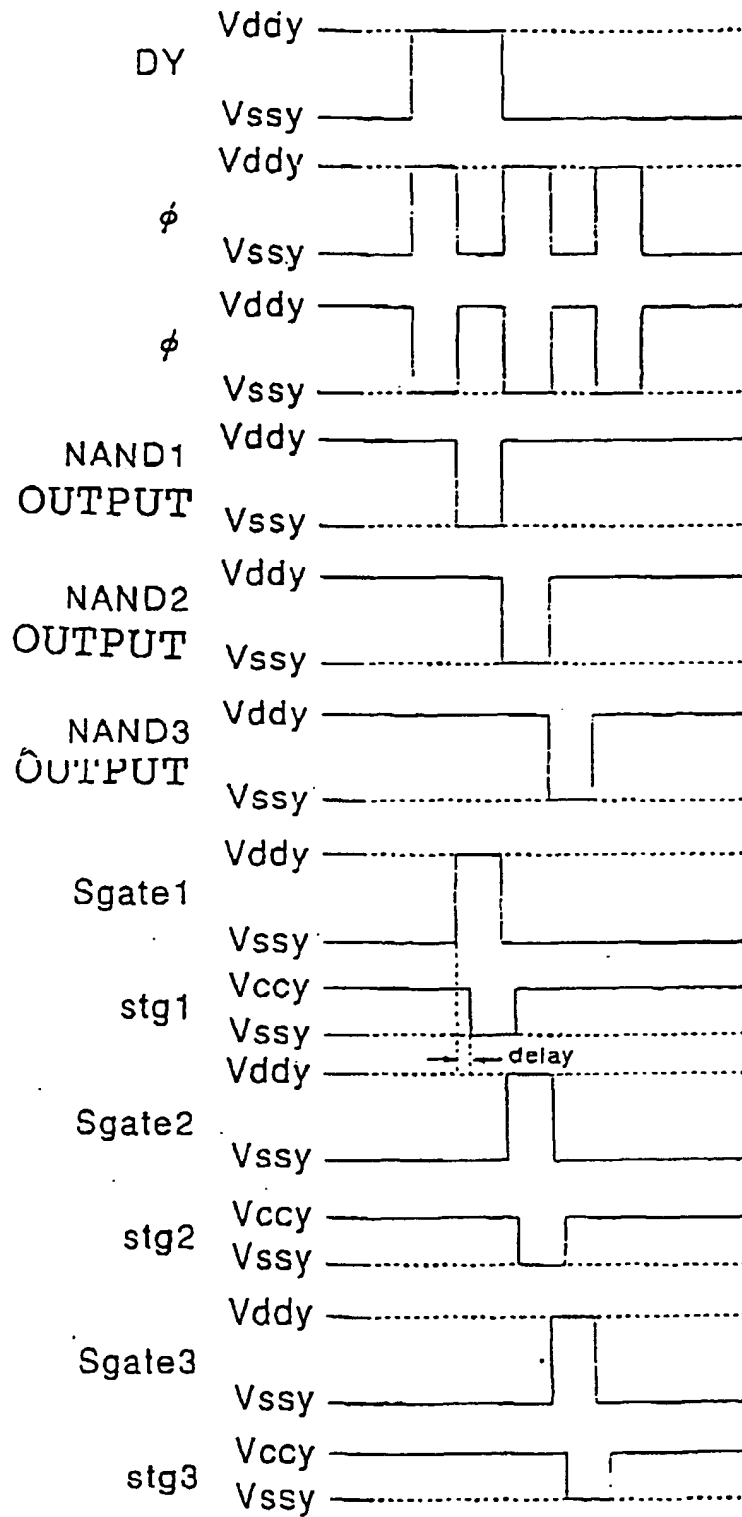 Vddy
DY
Vssy
Vddy
ϕ
Vssy
Vddy
ϕ
Vssy
Vddy
NAND1
OUTPUT
Vssy
Vddy
NAND2
OUTPUT
Vssy
Vddy
NAND3
OUTPUT
Vssy
Vddy
Sgate1
Vssy
Vccy
stg1
Vssy
delay
Vddy
Sgate2
Vssy
Vccy
stg2
Vssy
Vddy
Sgate3
Vssy
Vccy
stg3
Vssy